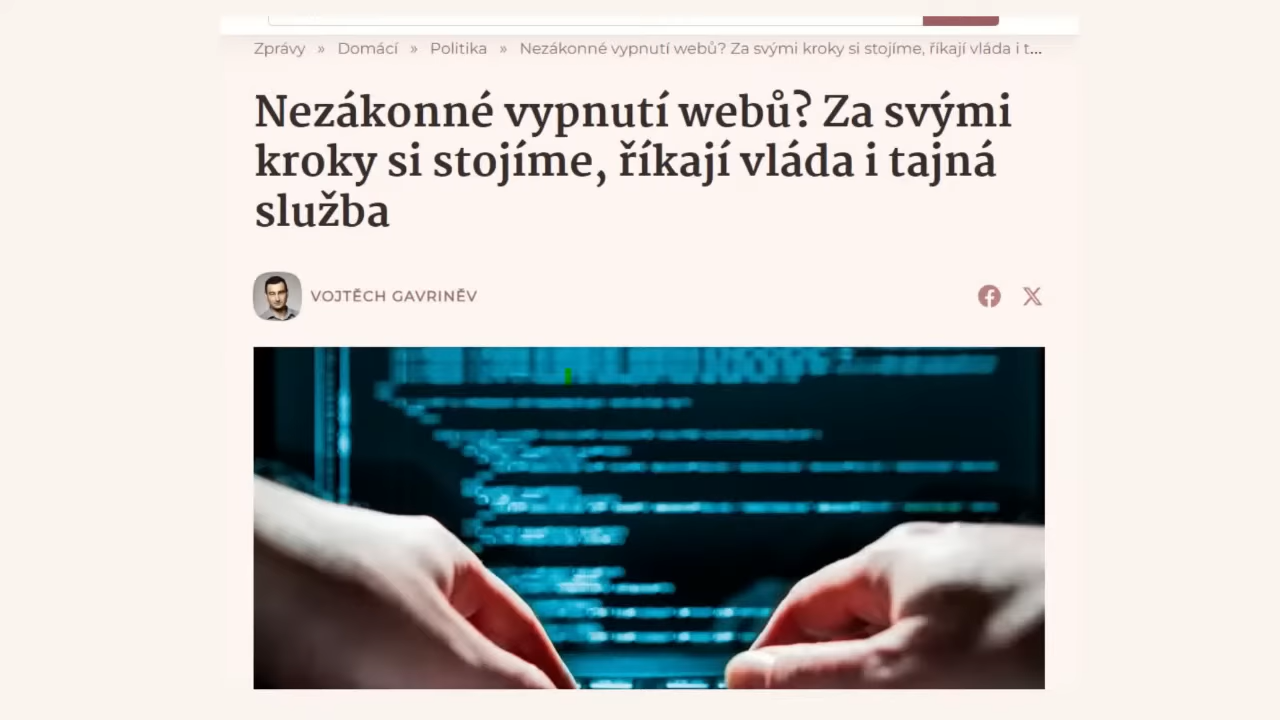 Zprávy » Domácí » Politika » Nezákonné vypnutí webů? Za svými kroky si stojíme, říkají vláda i t...
Nezákonné vypnutí webů? Za svými
kroky si stojíme, říkají vláda i tajná
služba
VOJTĚCH GAVRINĚV